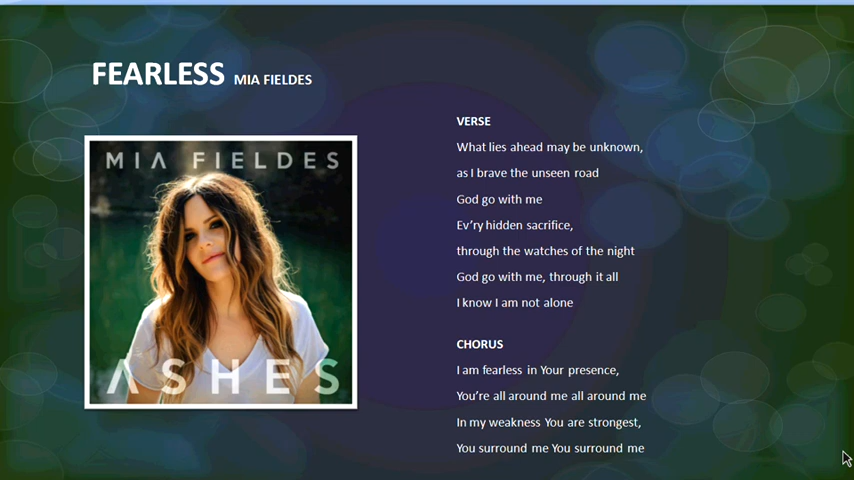 FEARLESS MIA FIELDES
MIA FIELDES
ASHES
VERSE
What lies ahead may be unknown,
as I brave the unseen road
God go with me
Ev’ry hidden sacrifice,
through the watches of the night
God go with me, through it all
I know I am not alone
CHORUS
I am fearless in Your presence,
You’re all around me all around me
In my weakness You are strongest,
You surround me You surround me